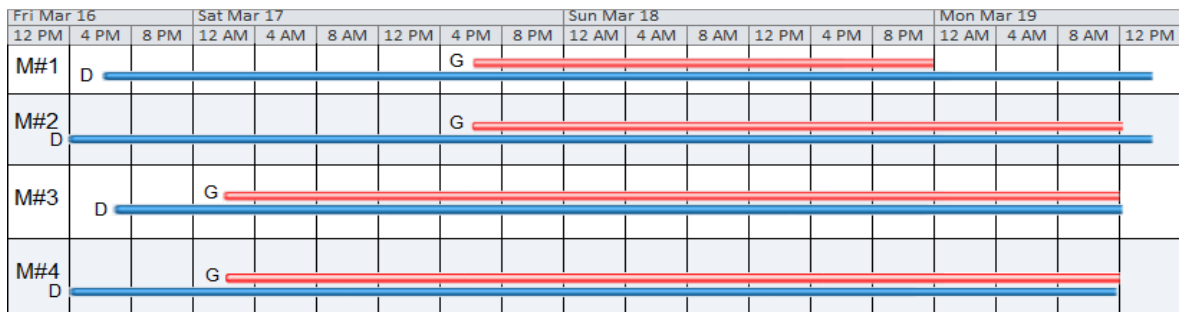 Fri Mar 16 Sat Mar 17 Sun Mar 18 Mon Mar 19
12 PM 4 PM 8 PM 12 AM 4 AM 8 AM 12 PM 4 PM 8 PM 12 AM 4 AM 8 AM 12 PM 4 PM 8 PM 12 AM 4 AM 8 AM 12 PM
G
M#1
D
M#2 G
D
G
M#3
D
M#4 G
D